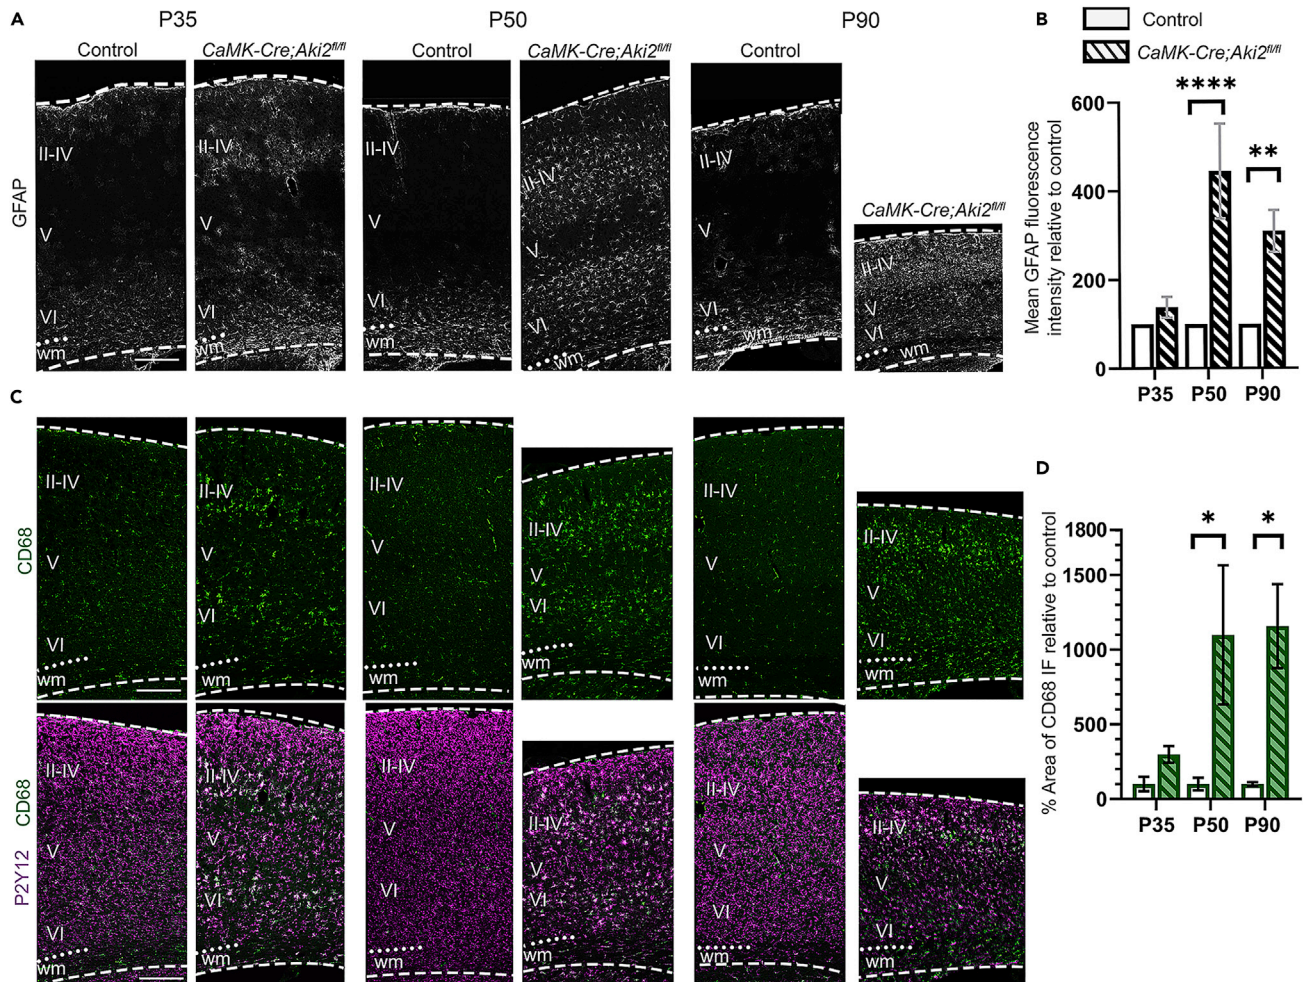 A
P35
P50
P90
Control
CaMK-Cre;Aki2fl/fl
Control
CaMK-Cre;Aki2fl/fl
Control
CaMK-Cre;Aki2fl/fl
GFAP
II-IV
V
VI
wm
II-IV
V
VI
wm
II-IV
V
VI
wm
II-IV
V
VI
wm
II-IV
V
VI
wm
II-IV
V
VI
wm
B
Control
CaMK-Cre;Aki2fl/fl
Mean GFAP fluorescence
intensity relative to control
600
400
200
0
****
**
P35
P50
P90
C
CD68
II-IV
V
VI
wm
II-IV
V
VI
wm
II-IV
V
VI
wm
II-IV
V
VI
wm
II-IV
V
VI
wm
II-IV
V
VI
wm
P2Y12 CD68
II-IV
V
VI
wm
II-IV
V
VI
wm
II-IV
V
VI
wm
II-IV
V
VI
wm
II-IV
V
VI
wm
II-IV
V
VI
wm
D
% Area of CD68 IF relative to control
1800
1500
1000
500
0
*
*
P35
P50
P90